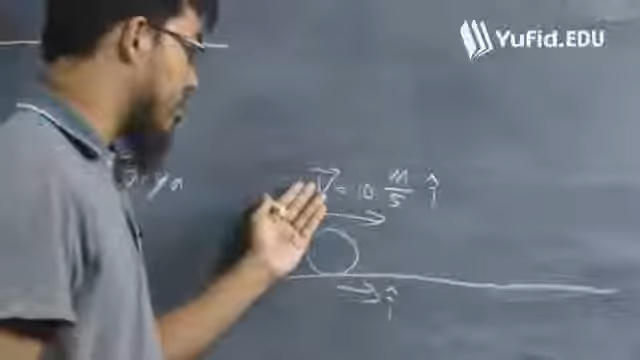 YuFid.EDU
V⃗ = 10 m/s î
î